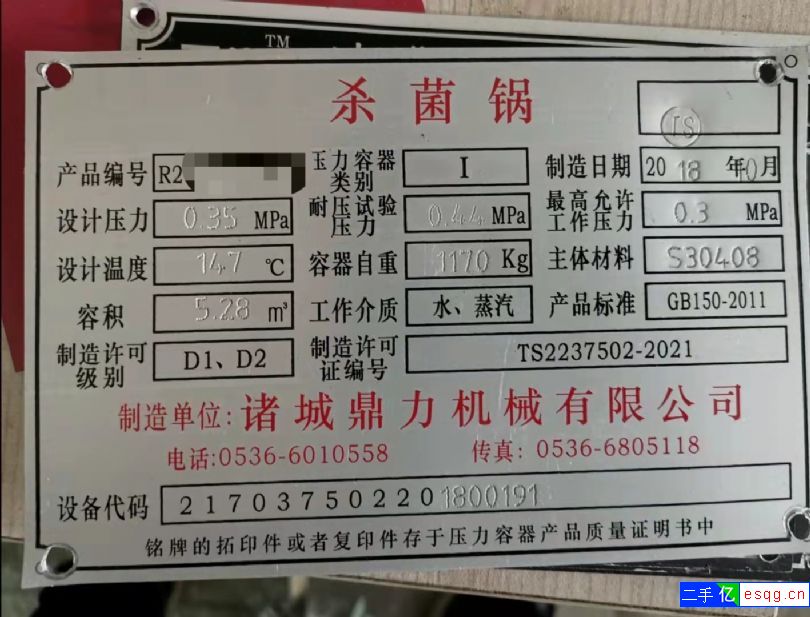 TM
杀菌锅
TS
产品编号 R2 压力容器类别 I 制造日期 2018年10月
设计压力 0.35 MPa 耐压试验压力 0.44 MPa 最高允许工作压力 0.3 MPa
设计温度 147 ℃ 容器自重 1170 Kg 主体材料 S30408
容积 5.28 m³ 工作介质 水、蒸汽 产品标准 GB150-2011
制造许可级别 D1、D2 制造许可证编号 TS2237502-2021
制造单位:诸城鼎力机械有限公司
电话:0536-6010558 传真: 0536-6805118
设备代码 217037502201800191
铭牌的拓印件或者复印件存于压力容器产品质量证明书中
二手亿 esqg.cn